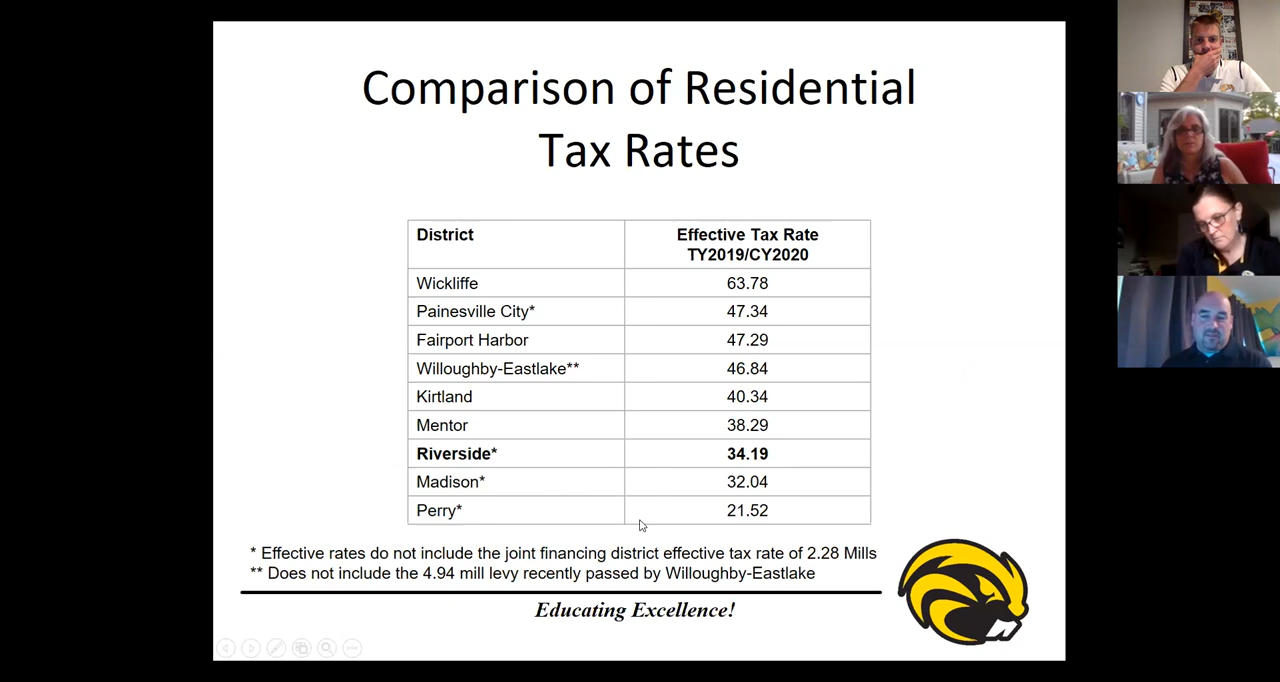 Comparison of Residential
Tax Rates
District
Effective Tax Rate
TY2019/CY2020
Wickliffe 63.78
Painesville City* 47.34
Fairport Harbor 47.29
Willoughby-Eastlake** 46.84
Kirtland 40.34
Mentor 38.29
Riverside* 34.19
Madison* 32.04
Perry* 21.52
* Effective rates do not include the joint financing district effective tax rate of 2.28 Mills
** Does not include the 4.94 mill levy recently passed by Willoughby-Eastlake
Educating Excellence!